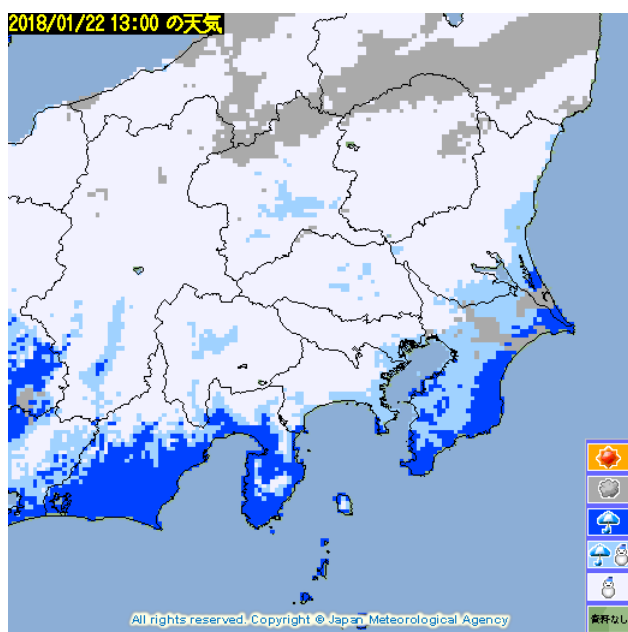 2018/01/22 13:00 の天気
資料なし
All rights reserved. Copyright © Japan Meteorological Agency